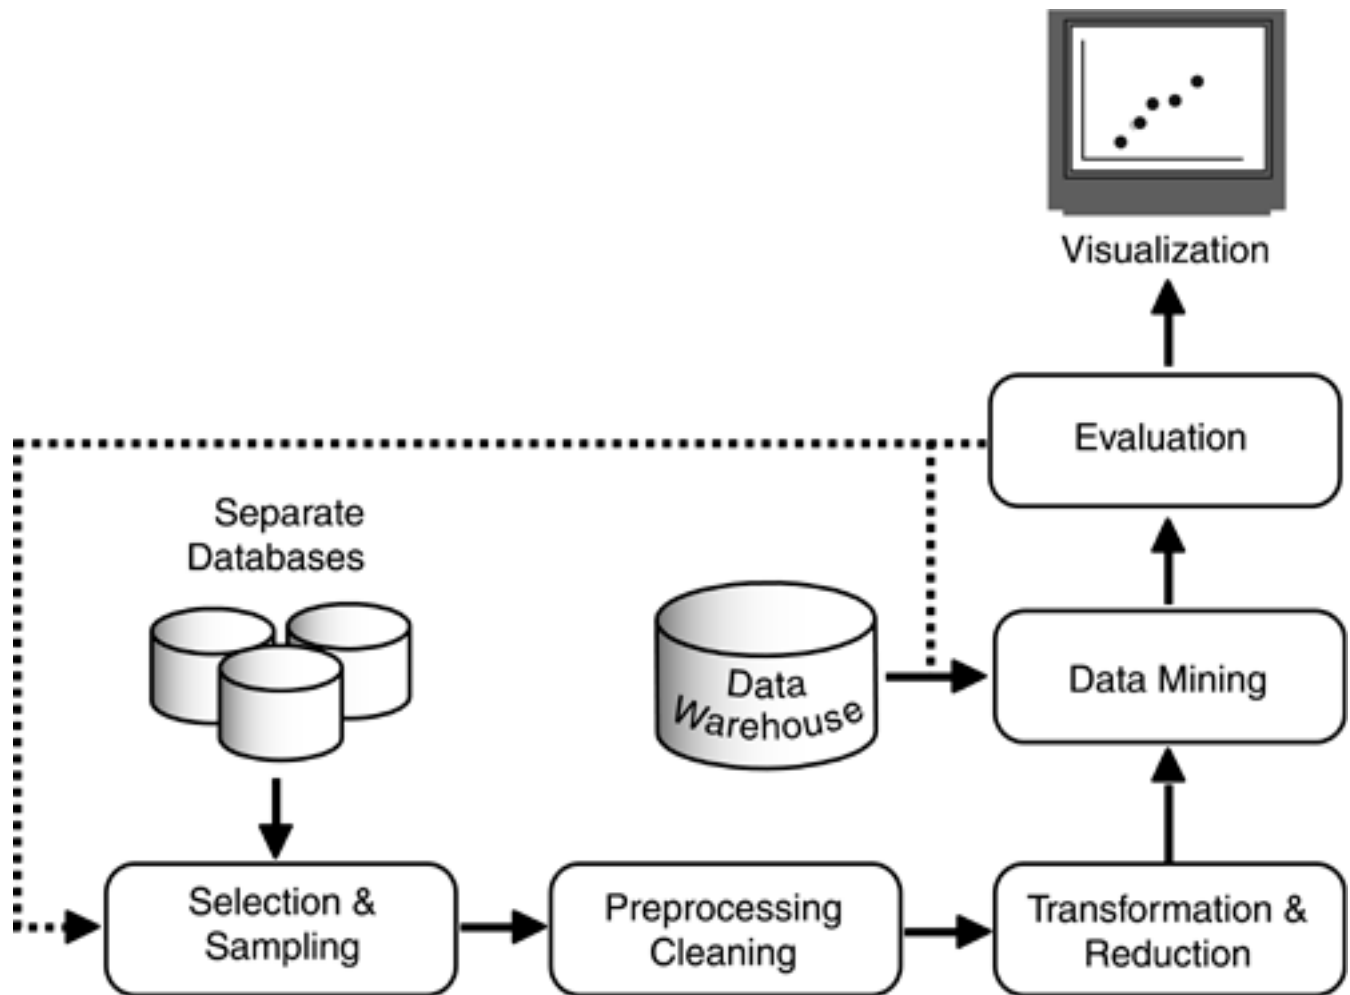 Visualization
Evaluation
Separate
Databases
Data
Warehouse
Data Mining
Selection &
Sampling
Preprocessing
Cleaning
Transformation &
Reduction